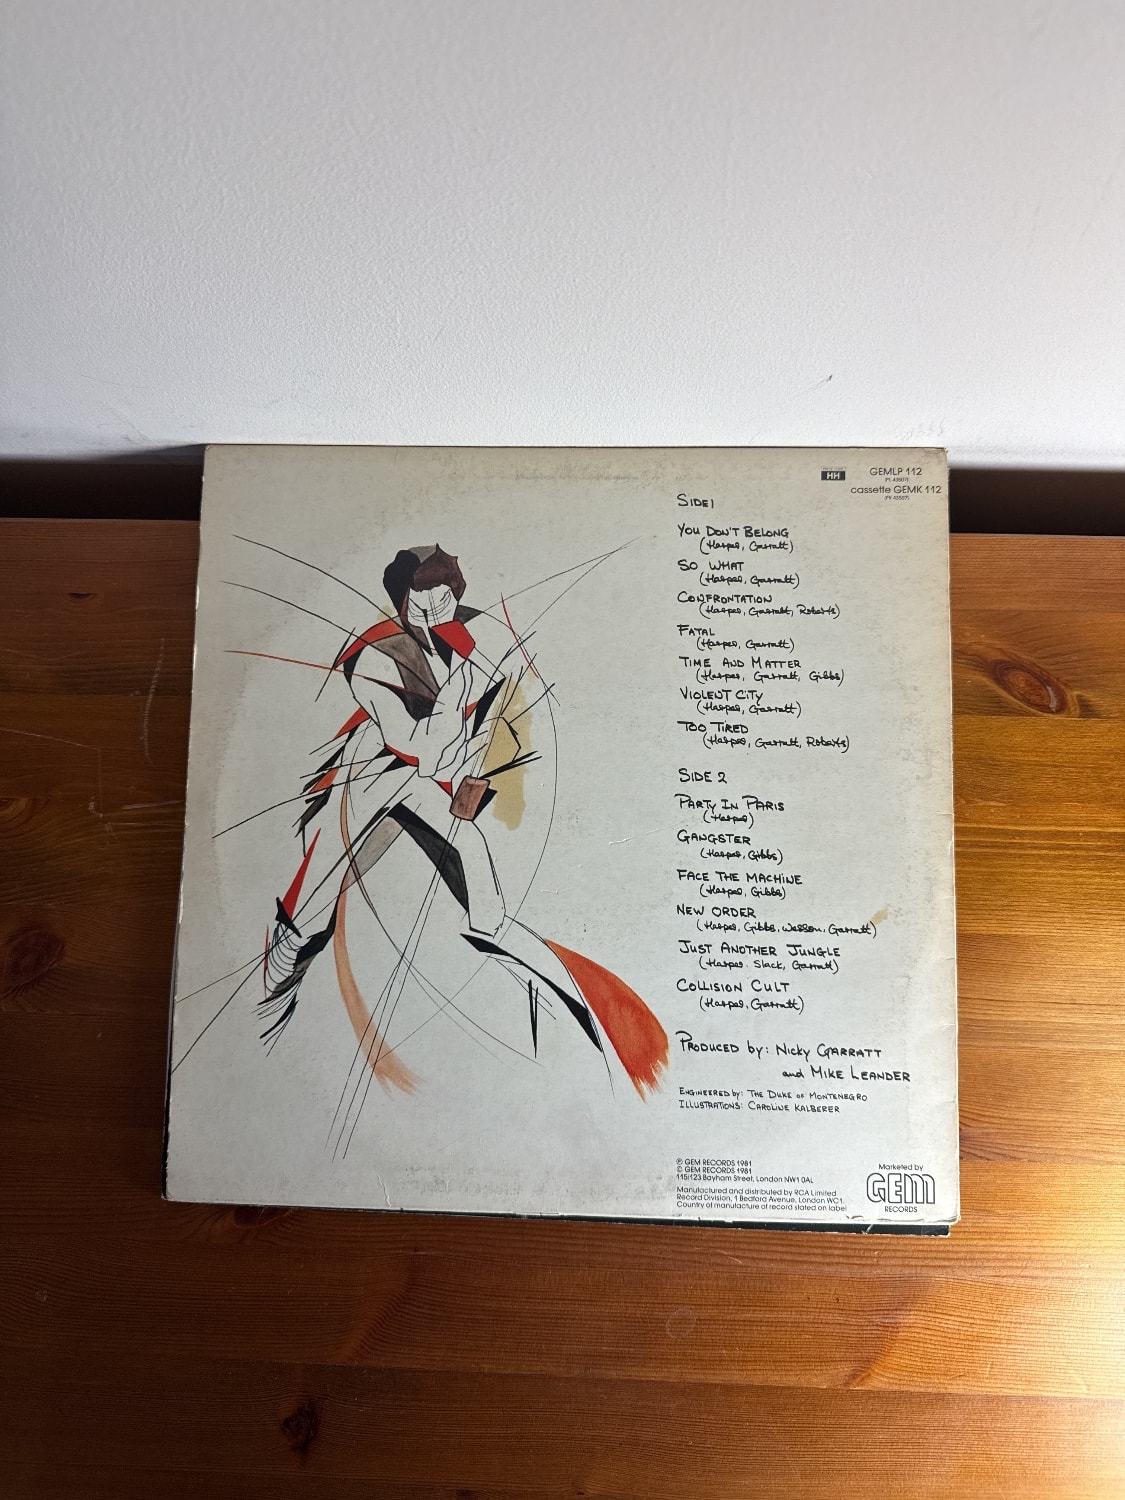 HH
GEMLP 112
(PL 43507)
cassette GEMK 112
(PK 43507)
SIDE 1
YOU DON'T BELONG
(Harper, Garratt)
SO WHAT
(Harper, Garratt)
CONFRONTATION
(Harper, Garratt, Roberts)
FATAL
(Harper, Garratt)
TIME AND MATTER
(Harper, Garratt, Gibbs)
VIOLENT CITY
(Harper, Garratt)
TOO TIRED
(Harper, Garratt, Roberts)
SIDE 2
PARTY IN PARIS
(Harper)
GANGSTER
(Harper, Gibbs)
FACE THE MACHINE
(Harper, Gibbs)
NEW ORDER
(Harper, Gibbs, Wesson, Garratt)
JUST ANOTHER JUNGLE
(Harper. Slack, Garratt)
COLLISION CULT
(Harper, Garratt)
PRODUCED by: NICKY GARRATT
and MIKE LEANDER
ENGINEERED by: THE DUKE OF MONTENEGRO
ILLUSTRATIONS: CAROLINE KALBERER
℗ GEM RECORDS 1981
© GEM RECORDS 1981
115/123 Bayham Street, London NW1 0AL
Manufactured and distributed by RCA Limited
Record Division, 1 Bedford Avenue, London WC1.
Country of manufacture of record stated on label
Marketed by
GEM
RECORDS